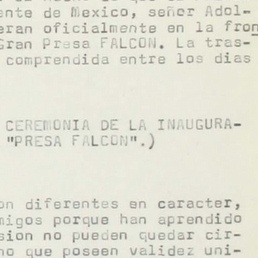 ente de Mexico, señor Adol-
eran oficialmente en la fron
Gran Presa FALCON. La tras-
comprendida entre los dias
CEREMONIA DE LA INAUGURA-
"PRESA FALCON".)
on diferentes en caracter,
migos porque han aprendido
sion no pueden quedar cir-
no que poseen validez uni-